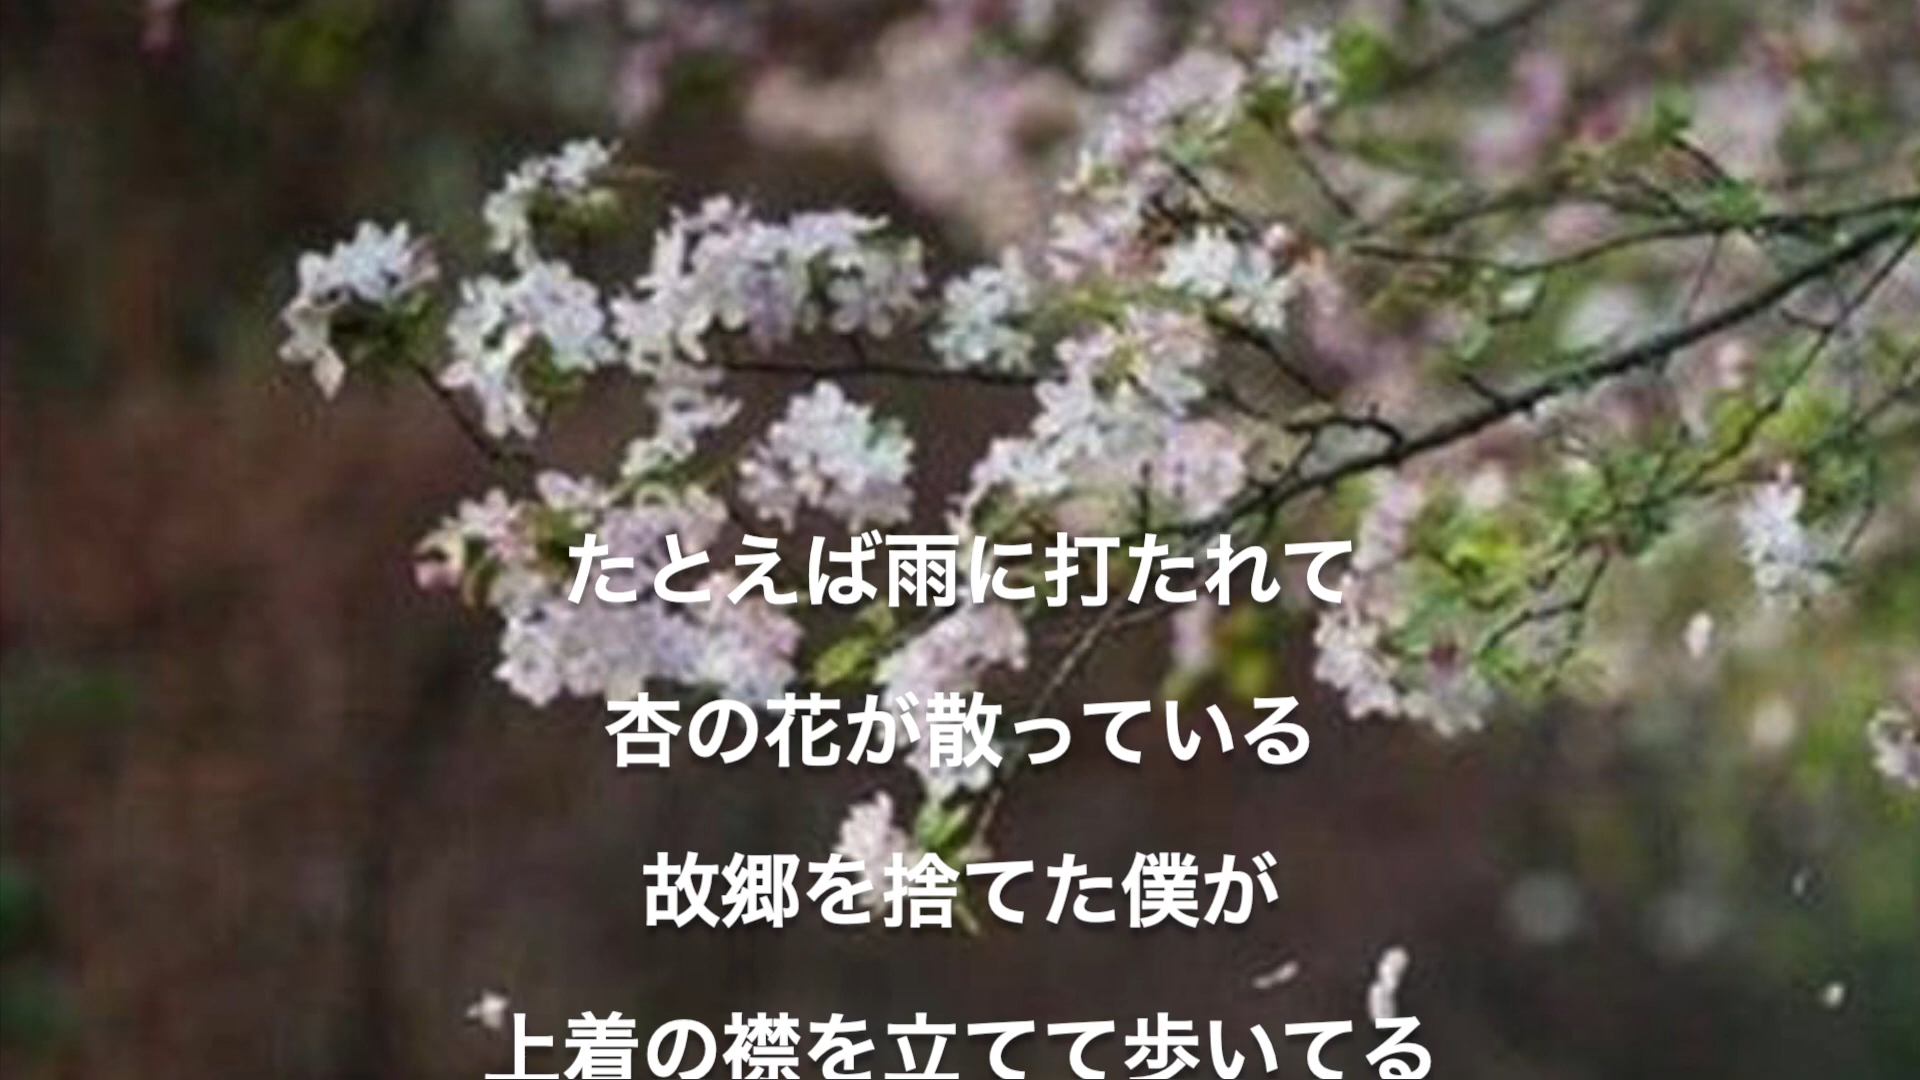 たとえば雨に打たれて
杏の花が散っている
故郷を捨てた僕が
上着の襟を立てて歩いてる